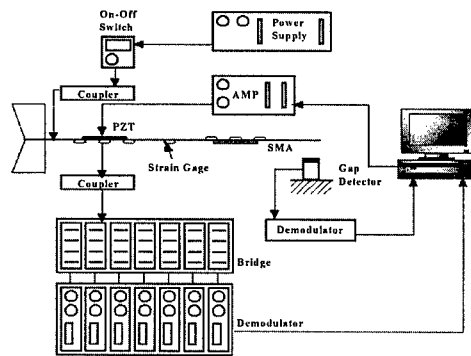 On-Off
Switch
Power
Supply
Coupler
AMP
PZT
SMA
Strain Gage
Coupler
Gap
Detector
Demodulator
Bridge
Demodulator